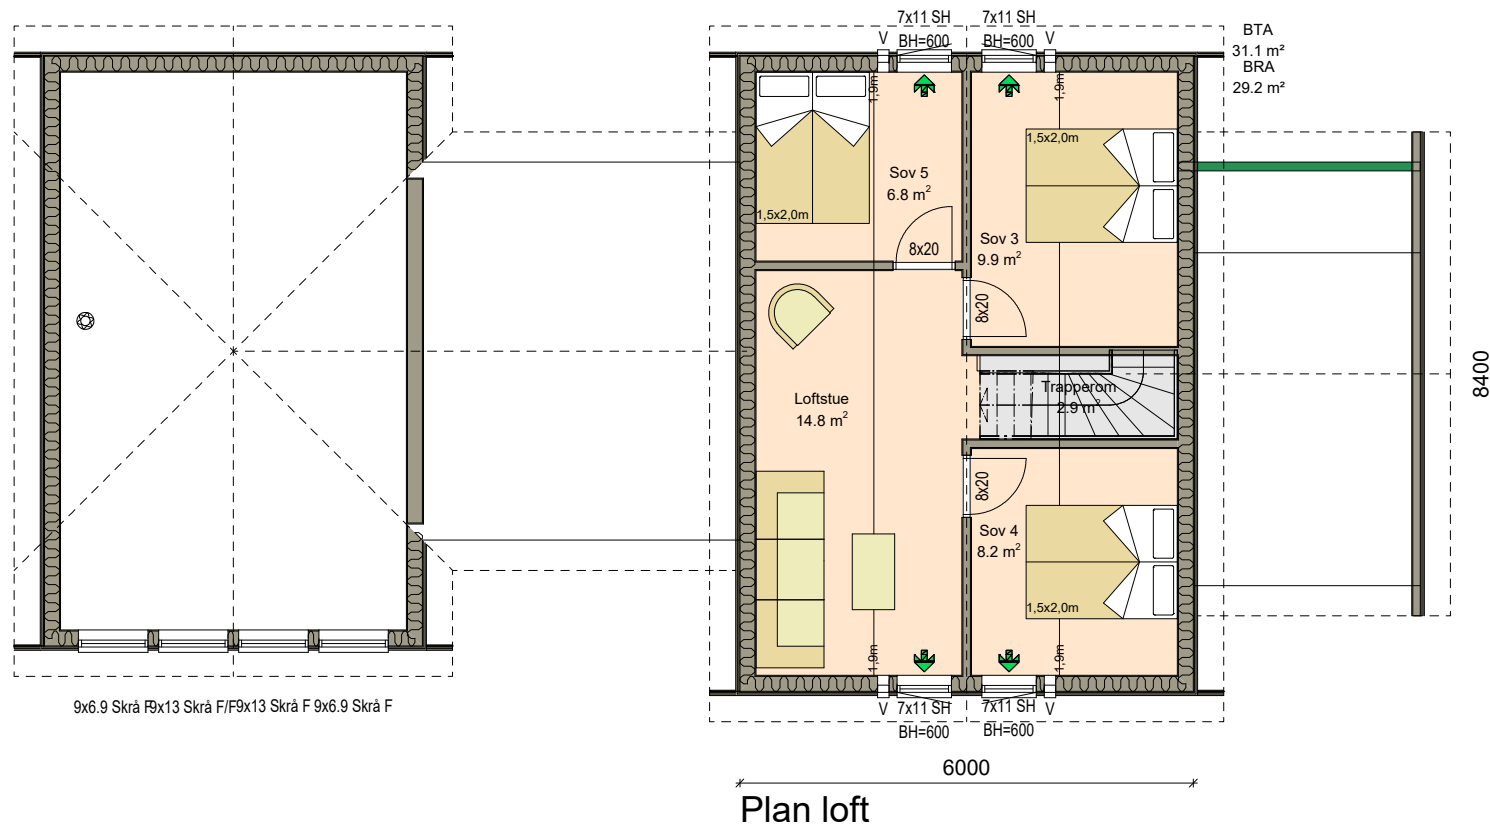 7x11 SH
7x11 SH
V
BH=600
BH=600
V
BTA
31.1 m²
BRA
29.2 m²
1,9m
1,9m
1,5x2,0m
Sov 5
6.8 m²
1,5x2,0m
8x20
Sov 3
9.9 m²
8x20
Trapperom
2.9 m²
8400
Loftstue
14.8 m²
8x20
Sov 4
8.2 m²
1,5x2,0m
1,9m
1,9m
9x6.9 Skrå F
9x13 Skrå F/F
9x13 Skrå F
9x6.9 Skrå F
V
7x11 SH
7x11 SH
V
BH=600
BH=600
6000
Plan loft